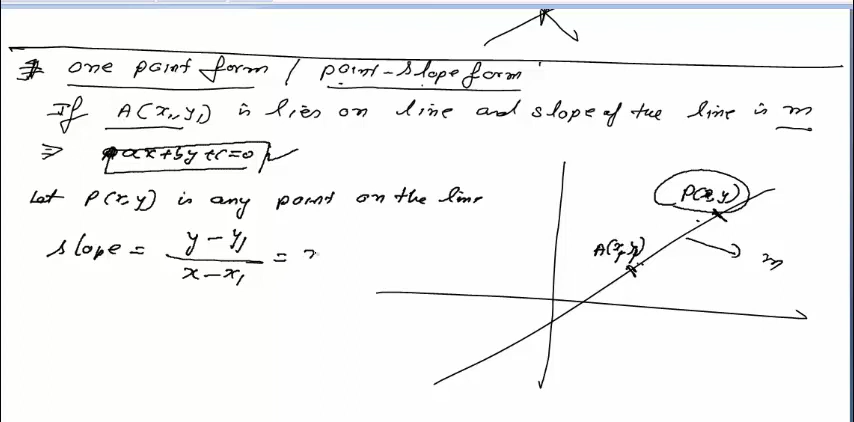 # one point form / point-slope form
If A(x₁, y₁) is lies on line and slope of the line is m
⇒ ax+by+c=0
Let P(x, y) is any point on the line
slope = y-y₁ / x-x₁ =
P(x, y)
A(x₁, y₁)
m